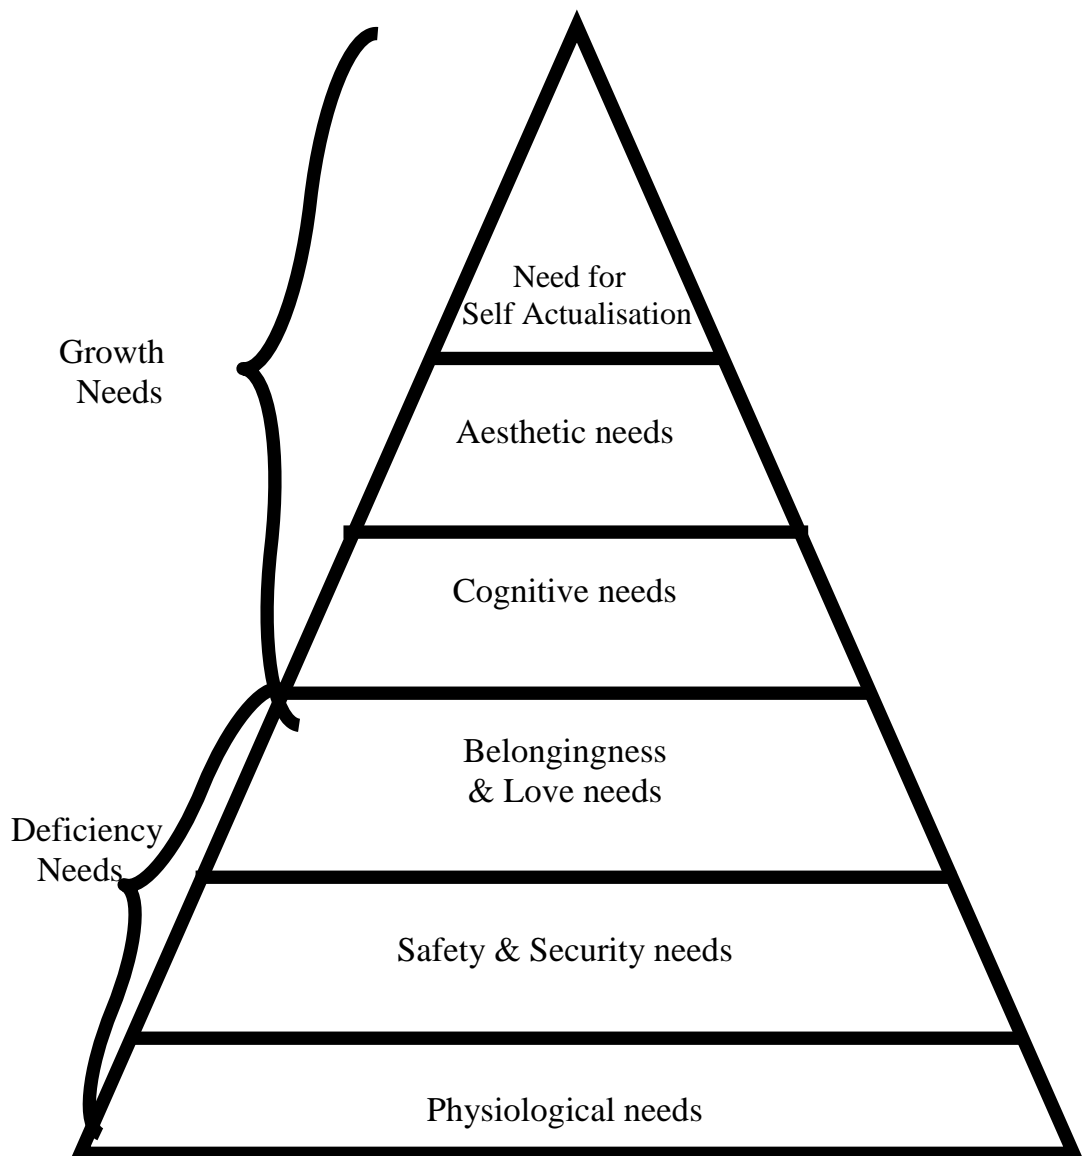 Need for
Self Actualisation
Growth
Needs
Aesthetic needs
Cognitive needs
Belongingness
& Love needs
Deficiency
Needs
Safety & Security needs
Physiological needs